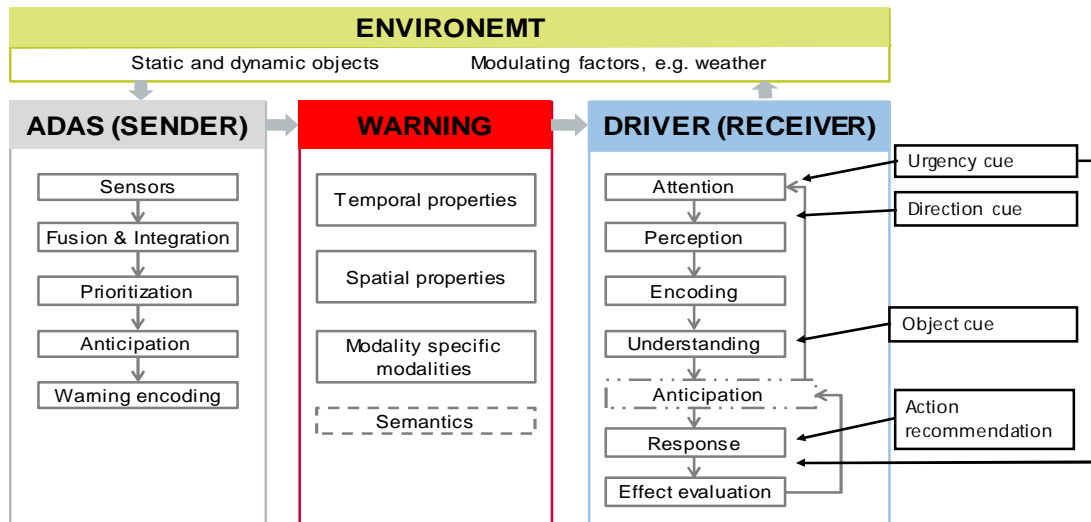 ENVIRONEMT
Static and dynamic objects
Modulating factors, e.g. weather
ADAS (SENDER)
Sensors
Fusion & Integration
Prioritization
Anticipation
Warning encoding
WARNING
Temporal properties
Spatial properties
Modality specific
modalities
Semantics
DRIVER (RECEIVER)
Attention
Perception
Encoding
Understanding
Anticipation
Response
Effect evaluation
Urgency cue
Direction cue
Object cue
Action
recommendation